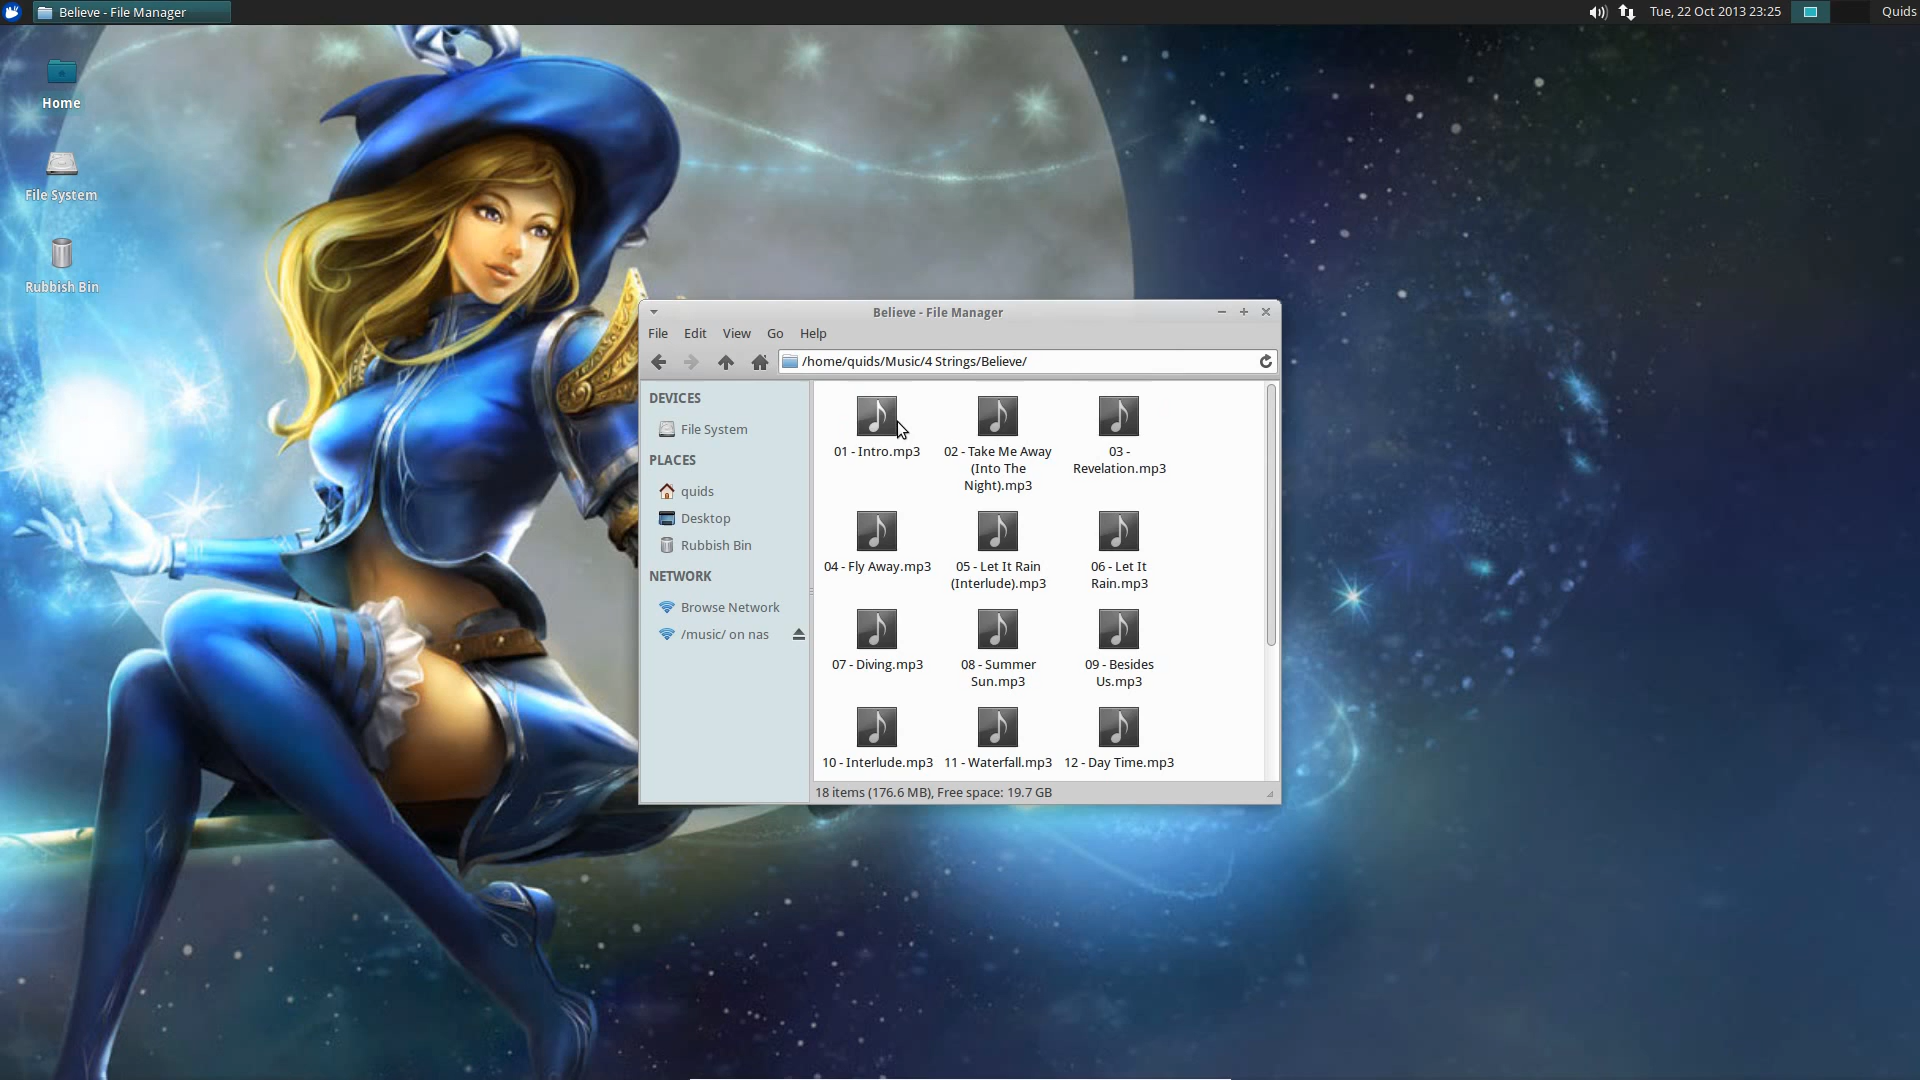 Believe - File Manager
Tue, 22 Oct 2013 23:25
Quids
Home
File System
Rubbish Bin
Believe - File Manager
File Edit View Go Help
/home/quids/Music/4 Strings/Believe/
DEVICES
File System
PLACES
quids
Desktop
Rubbish Bin
NETWORK
Browse Network
/music/ on nas
01 - Intro.mp3
02 - Take Me Away
(Into The
Night).mp3
03 -
Revelation.mp3
04 - Fly Away.mp3
05 - Let It Rain
(Interlude).mp3
06 - Let It
Rain.mp3
07 - Diving.mp3
08 - Summer
Sun.mp3
09 - Besides
Us.mp3
10 - Interlude.mp3
11 - Waterfall.mp3
12 - Day Time.mp3
18 items (176.6 MB), Free space: 19.7 GB